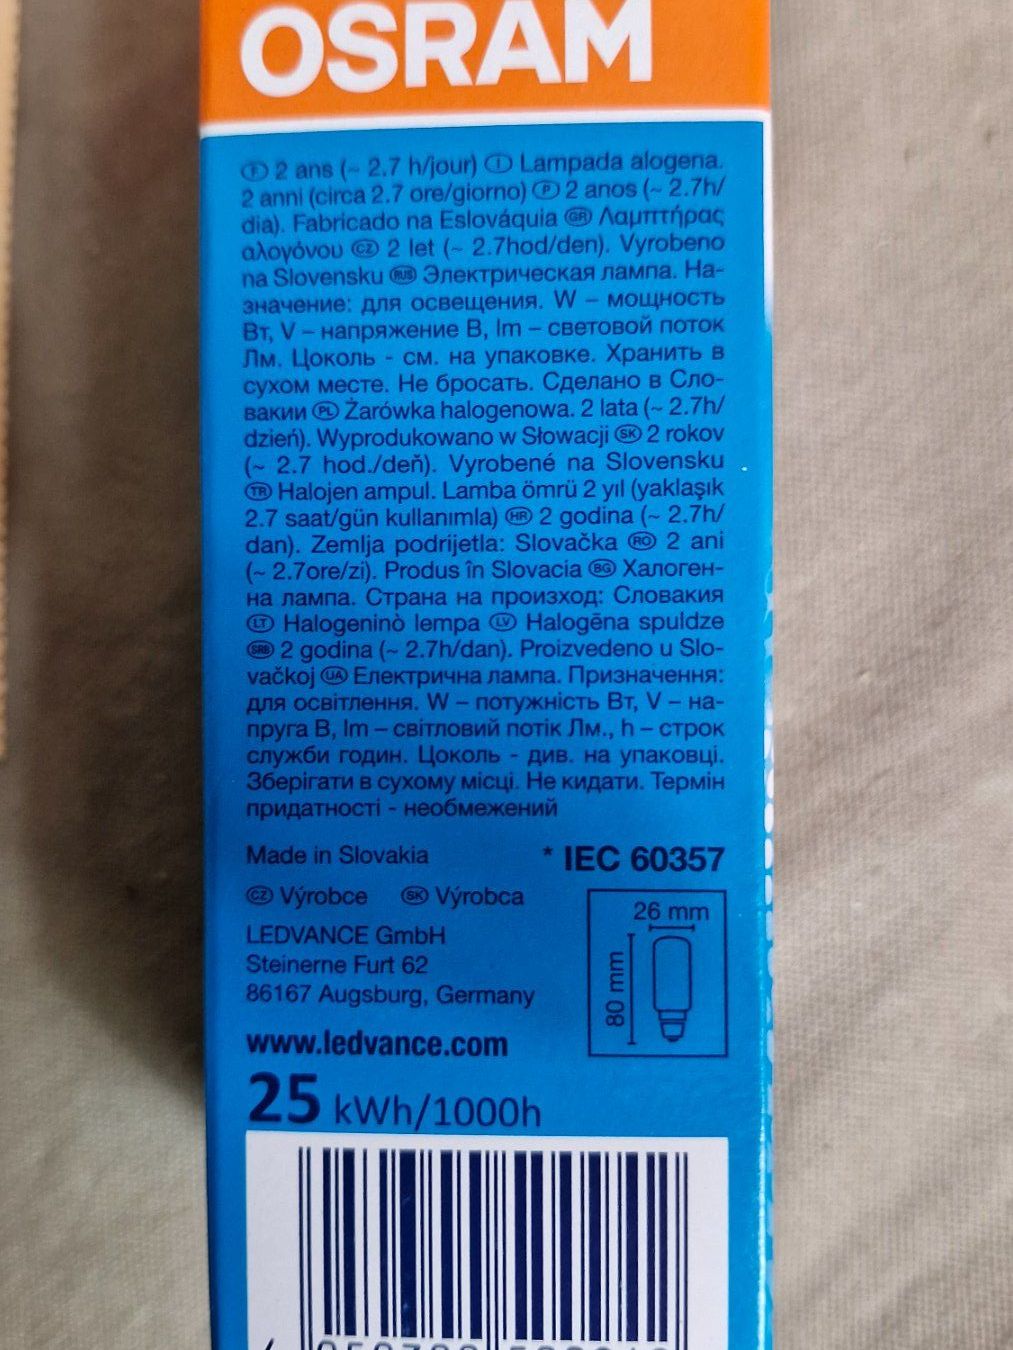 OSRAM
Ⓕ 2 ans (~ 2.7 h/jour) Ⓘ Lampada alogena.
2 anni (circa 2.7 ore/giorno) Ⓟ 2 anos (~ 2.7h/
dia). Fabricado na Eslováquia GR Λαμπτήρας
αλογόνου CZ 2 let (~ 2.7hod/den). Vyrobeno
na Slovensku RUS Электрическая лампа. На-
значение: для освещения. W – мощность
Вт, V – напряжение В, lm – световой поток
Лм. Цоколь - см. на упаковке. Хранить в
сухом месте. Не бросать. Сделано в Сло-
вакии PL Żarówka halogenowa. 2 lata (~ 2.7h/
dzień). Wyprodukowano w Słowacji SK 2 rokov
(~ 2.7 hod./deň). Vyrobené na Slovensku
TR Halojen ampul. Lamba ömrü 2 yıl (yaklaşık
2.7 saat/gün kullanımla) HR 2 godina (~ 2.7h/
dan). Zemlja podrijetla: Slovačka RO 2 ani
(~ 2.7ore/zi). Produs în Slovacia BG Халоген-
на лампа. Страна на произход: Словакия
LT Halogeninò lempa LV Halogēna spuldze
SRB 2 godina (~ 2.7h/dan). Proizvedeno u Slo-
vačkoj UA Електрична лампа. Призначення:
для освітлення. W – потужність Вт, V – на-
пруга В, lm – світловий потік Лм., h – строк
служби годин. Цоколь - див. на упаковці.
Зберігати в сухому місці. Не кидати. Термін
придатності - необмежений
Made in Slovakia
* IEC 60357
CZ Výrobce SK Výrobca
LEDVANCE GmbH
Steinerne Furt 62
86167 Augsburg, Germany
26 mm
80 mm
www.ledvance.com
25 kWh/1000h